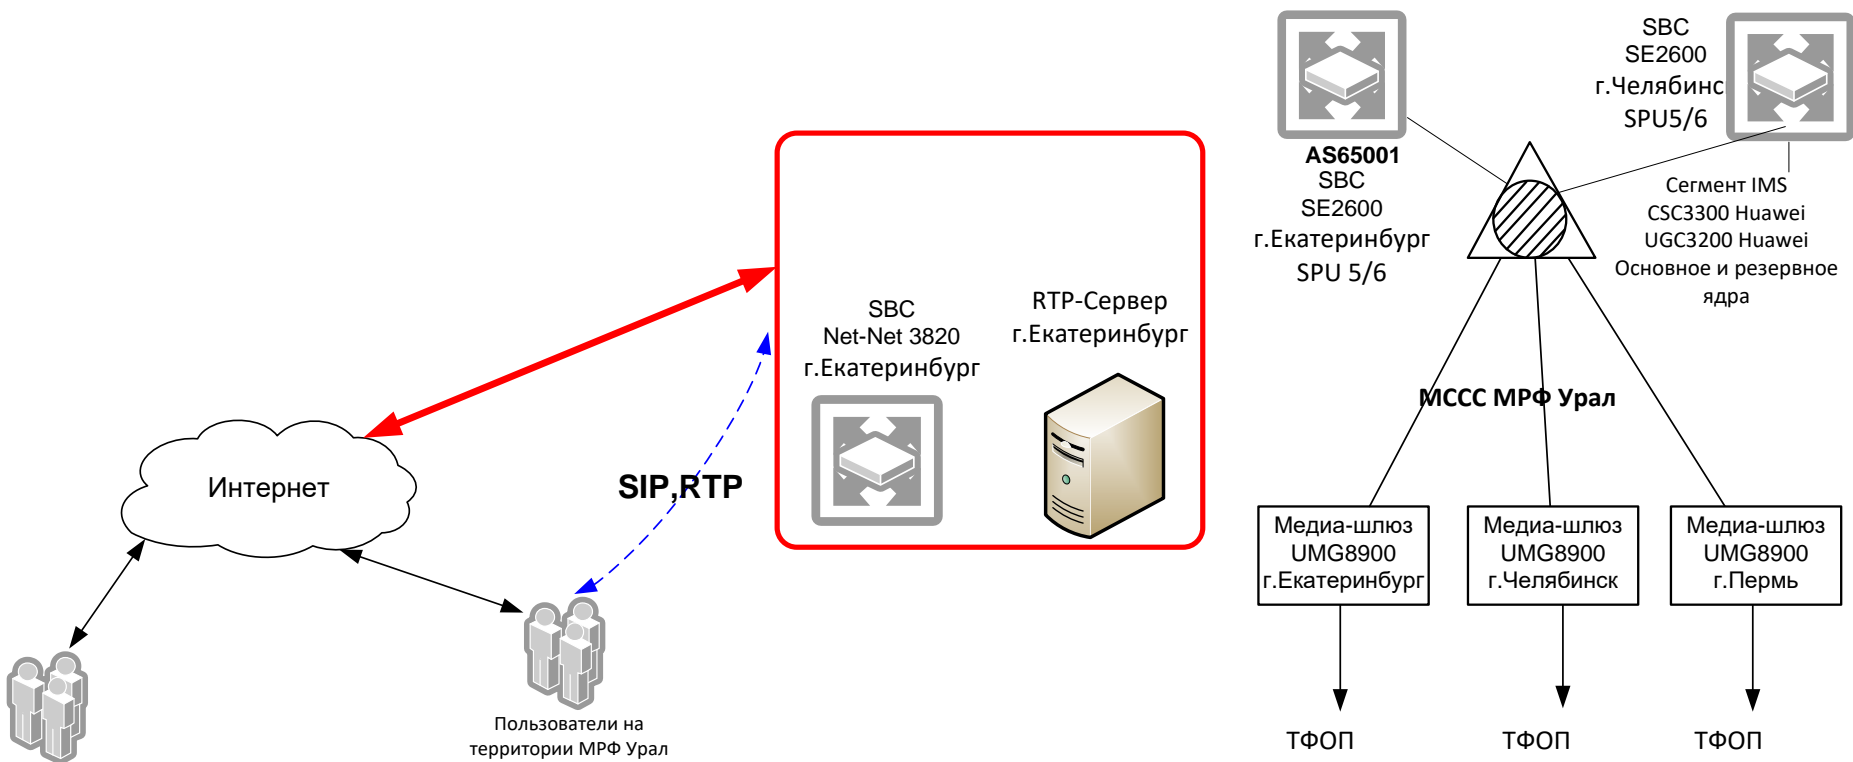 Интернет
Пользователи на
территории МРФ Урал
SIP,RTP
SBC
Net-Net 3820
г.Екатеринбург
RTP-Сервер
г.Екатеринбург
AS65001
SBC
SE2600
г.Екатеринбург
SPU 5/6
SBC
SE2600
г.Челябинс
SPU5/6
Сегмент IMS
CSC3300 Huawei
UGC3200 Huawei
Основное и резервное
ядра
МССС МРФ Урал
Медиа-шлюз
UMG8900
г.Екатеринбург
Медиа-шлюз
UMG8900
г.Челябинск
Медиа-шлюз
UMG8900
г.Пермь
ТФОП
ТФОП
ТФОП